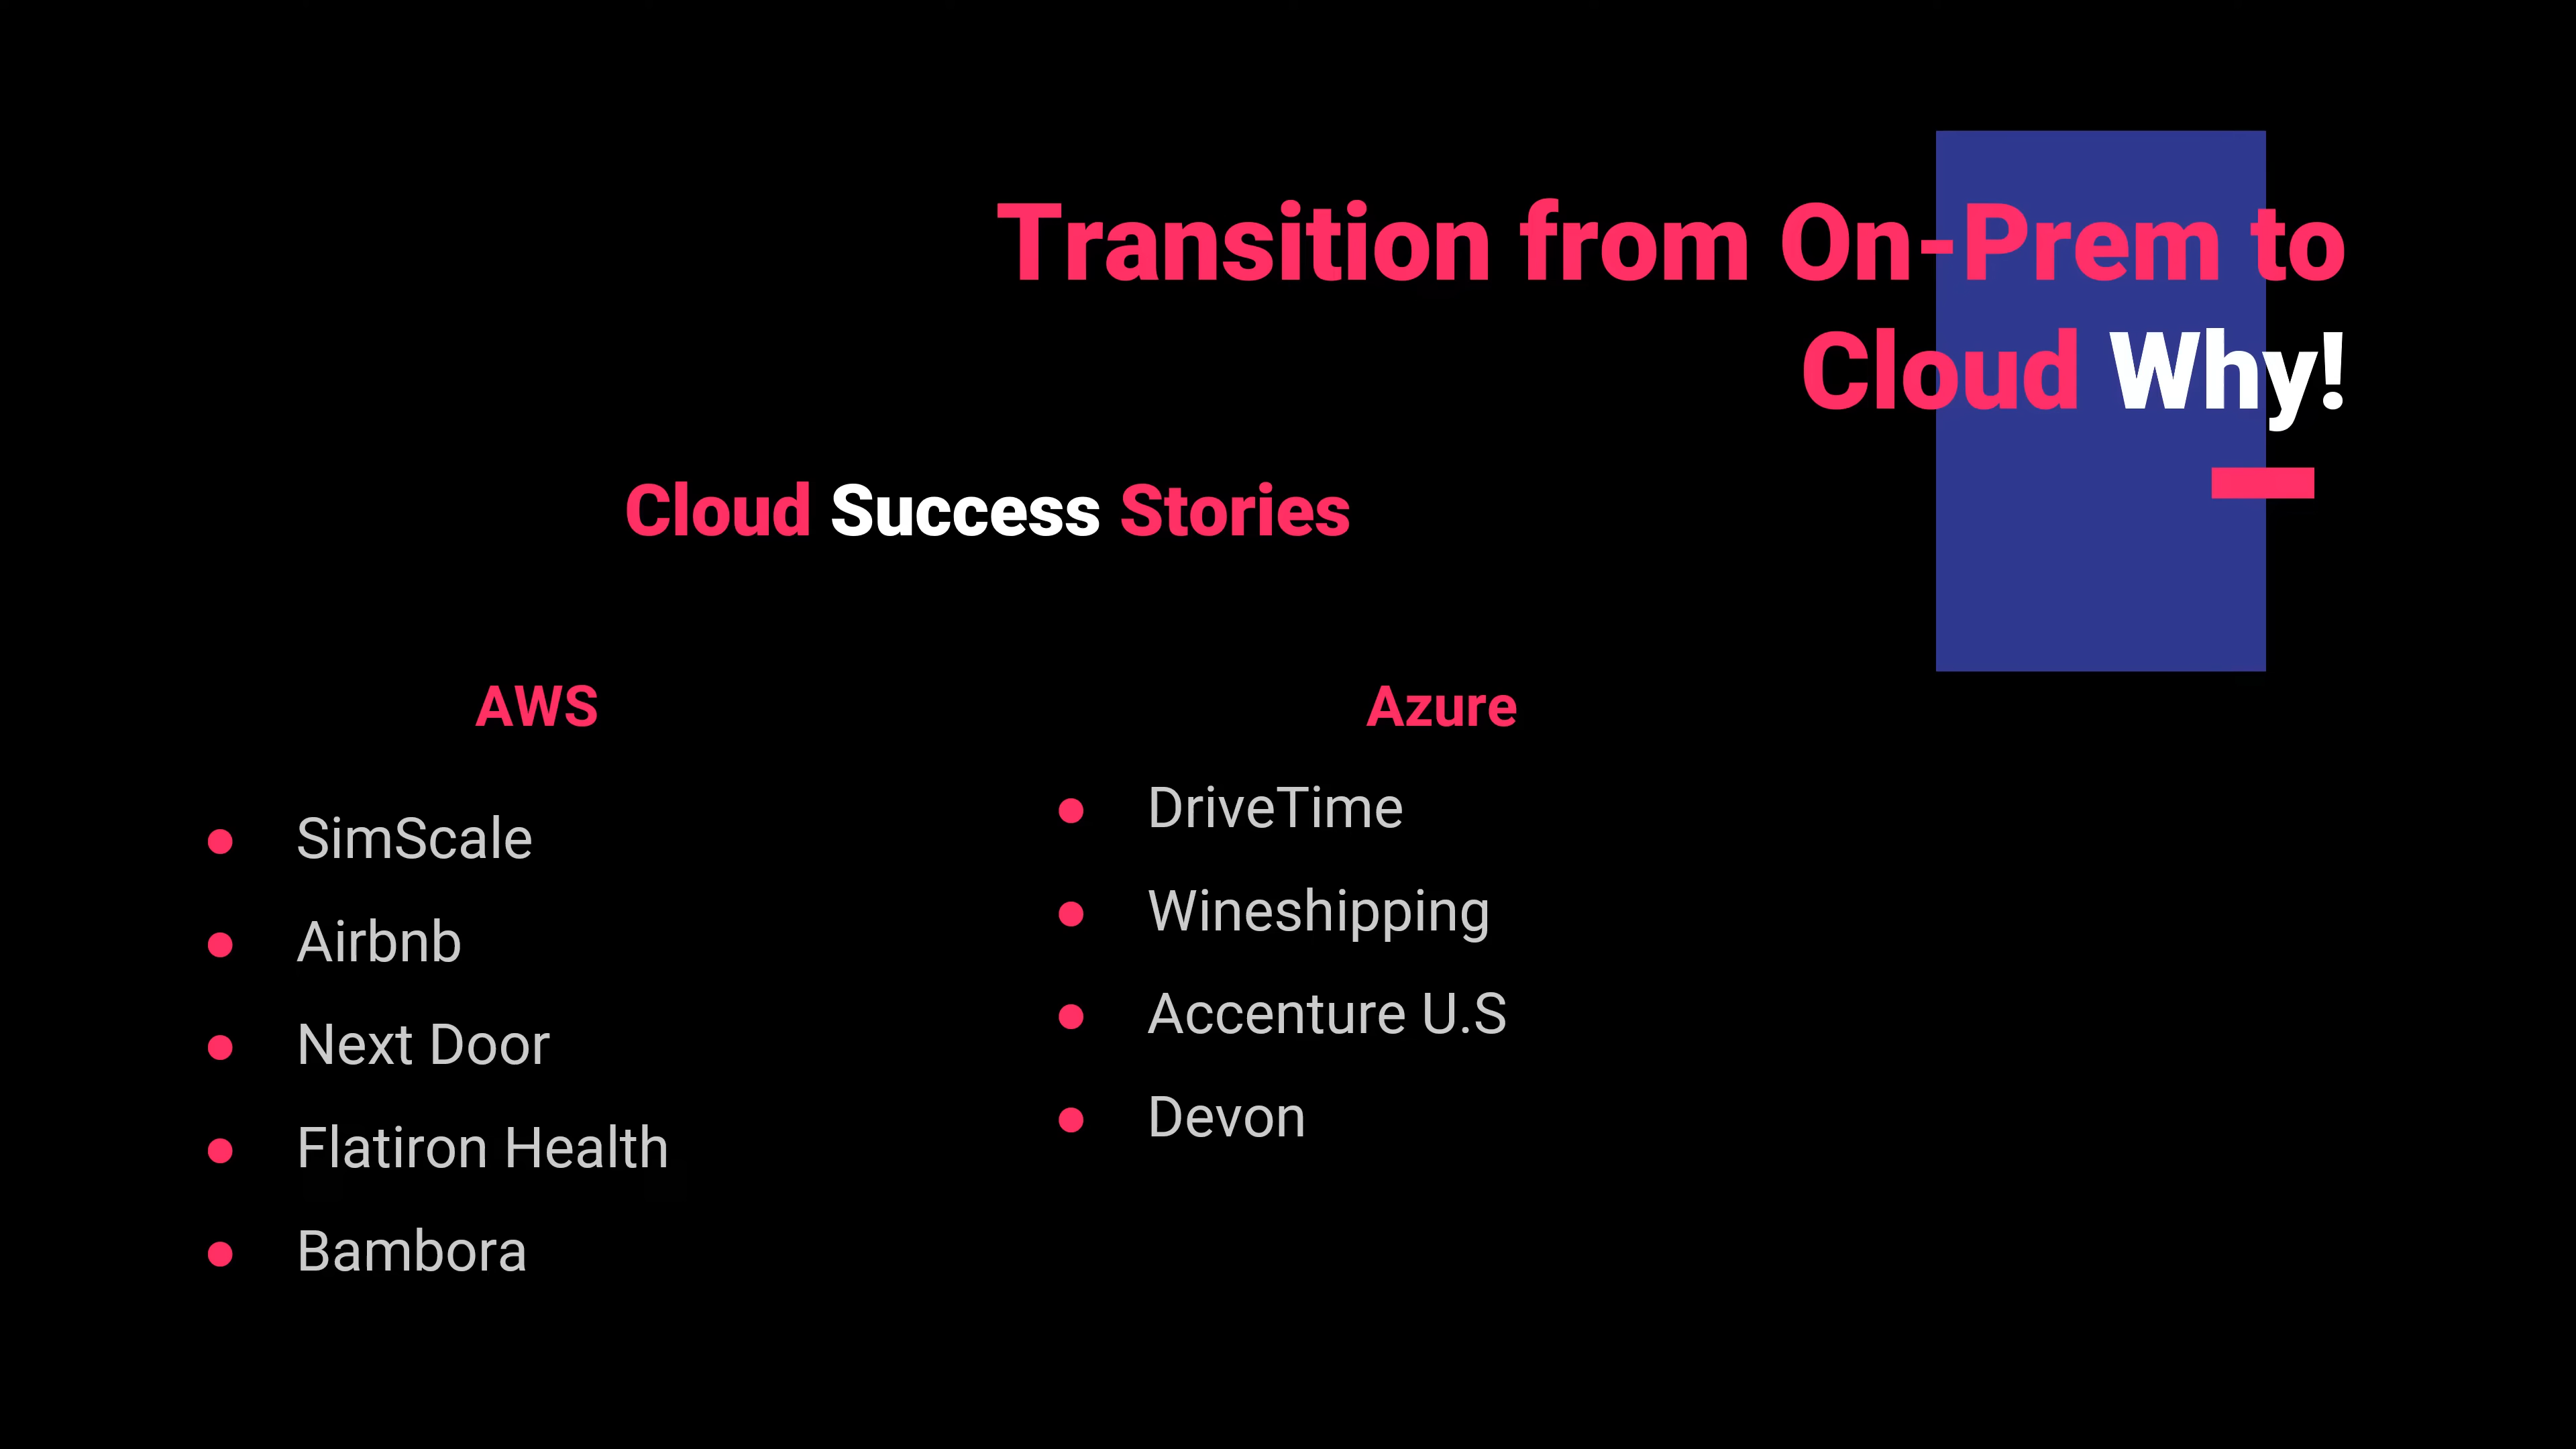 Transition from On-Prem to
Cloud Why!
Cloud Success Stories
AWS
SimScale
Airbnb
Next Door
Flatiron Health
Bambora
Azure
DriveTime
Wineshipping
Accenture U.S
Devon